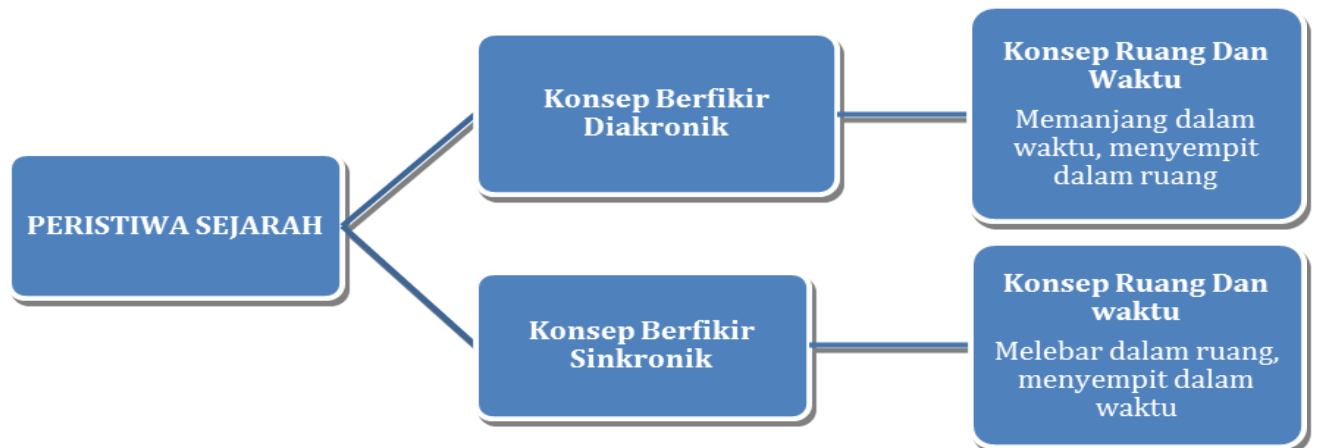 PERISTIWA SEJARAH
Konsep Berfikir
Diakronik
Konsep Ruang Dan
Waktu
Memanjang dalam
waktu, menyempit
dalam ruang
Konsep Berfikir
Sinkronik
Konsep Ruang Dan
waktu
Melebar dalam ruang,
menyempit dalam
waktu